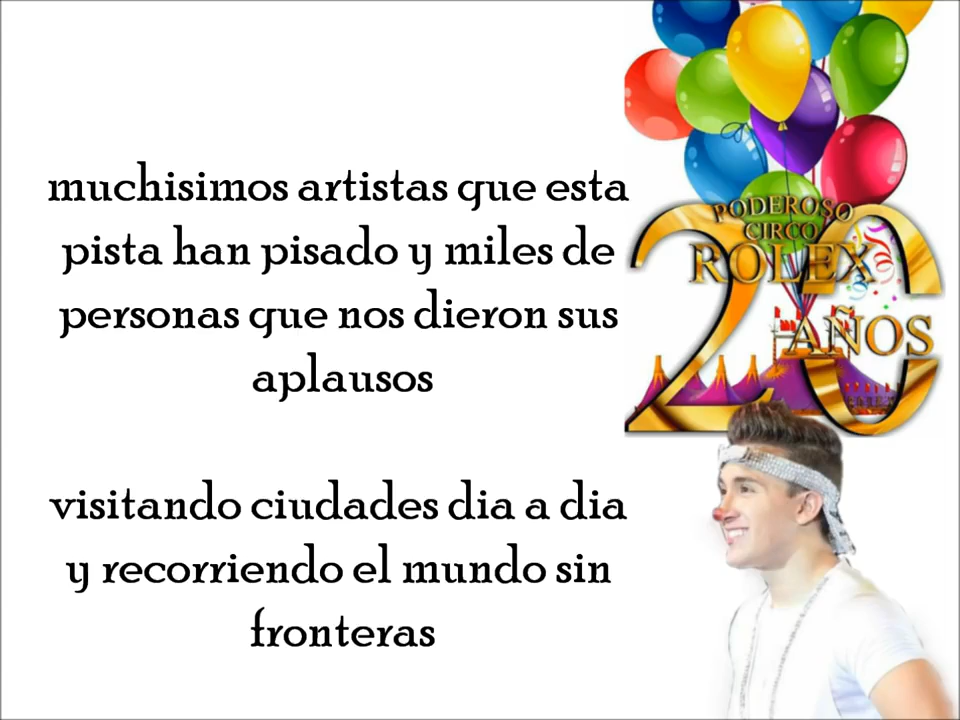 muchisimos artistas que esta
pista han pisado y miles de
personas que nos dieron sus
aplausos
visitando ciudades dia a dia
y recorriendo el mundo sin
fronteras
PODEROSO
CIRCO
ROLEX
20
AÑOS